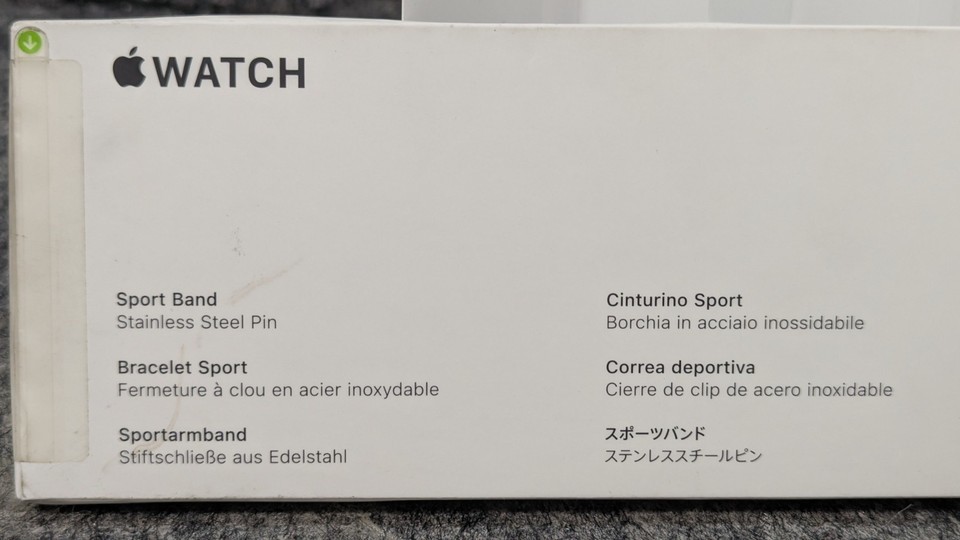 WATCH
Sport Band
Stainless Steel Pin
Bracelet Sport
Fermeture à clou en acier inoxydable
Sportarmband
Stiftschließe aus Edelstahl
Cinturino Sport
Borchia in acciaio inossidabile
Correa deportiva
Cierre de clip de acero inoxidable
スポーツバンド
ステンレススチールピン